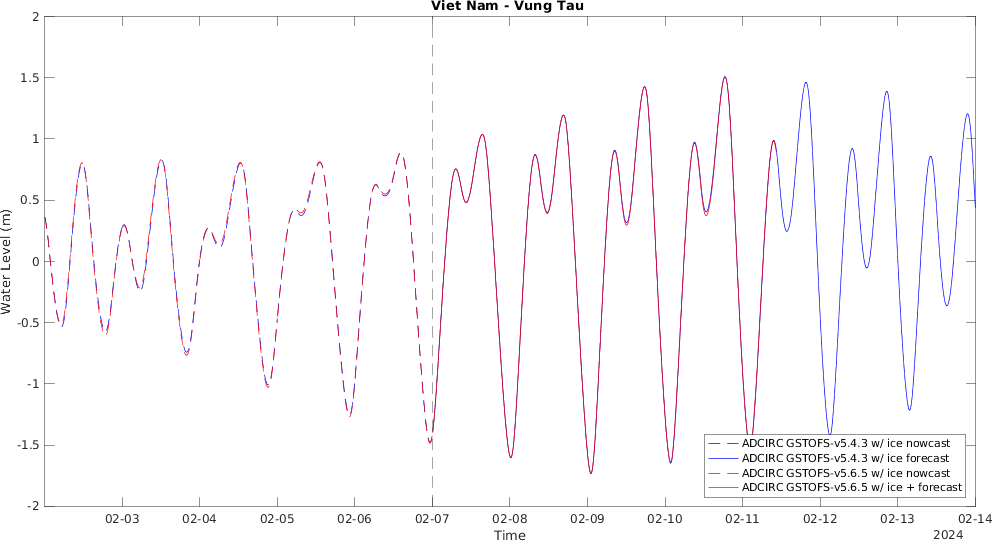 Viet Nam - Vung Tau
2
1.5
1
0.5
0
-0.5
-1
-1.5
-2
Water Level (m)
ADCIRC GSTOFS-v5.4.3 w/ ice nowcast
ADCIRC GSTOFS-v5.4.3 w/ ice forecast
ADCIRC GSTOFS-v5.6.5 w/ ice nowcast
ADCIRC GSTOFS-v5.6.5 w/ ice + forecast
02-03 02-04 02-05 02-06 02-07 02-08 02-09 02-10 02-11 02-12 02-13 02-14
Time
2024